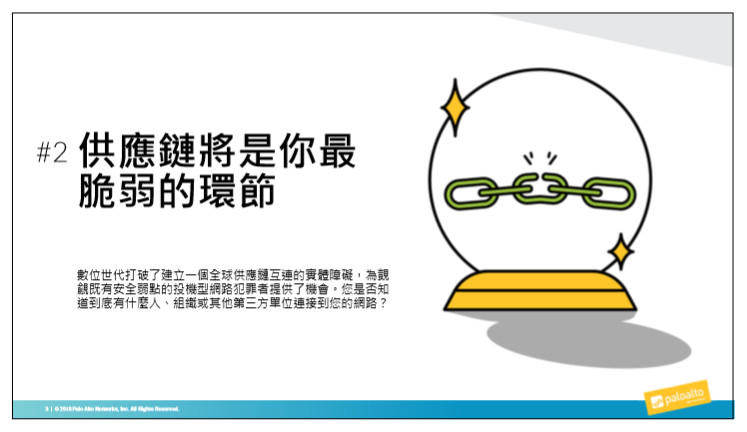 #2 供應鏈將是你最
脆弱的環節
數位世代打破了建立一個全球供應鏈互連的實體障礙，為覬
覦既有安全弱點的投機型網路犯罪者提供了機會。您是否知
道到底有什麼人、組織或其他第三方單位連接到您的網路？
3 | © 2018 Palo Alto Networks, Inc. All Rights Reserved.
paloalto